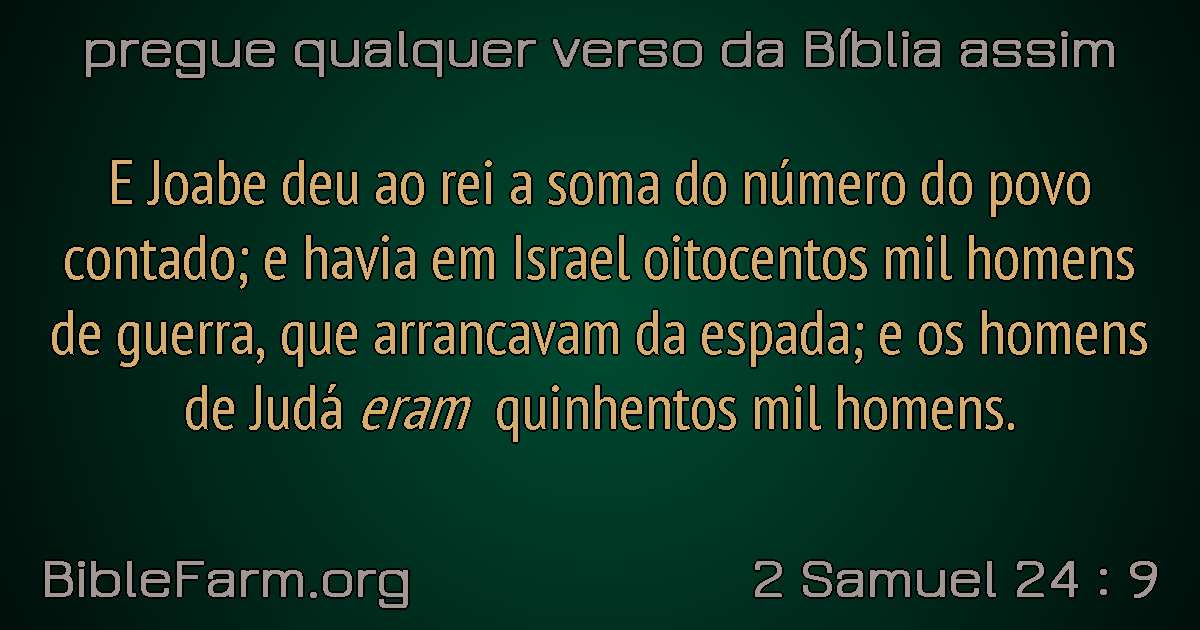 pregue qualquer verso da Bíblia assim
E Joabe deu ao rei a soma do número do povo
contado; e havia em Israel oitocentos mil homens
de guerra, que arrancavam da espada; e os homens
de Judá eram quinhentos mil homens.
BibleFarm.org
2 Samuel 24 : 9